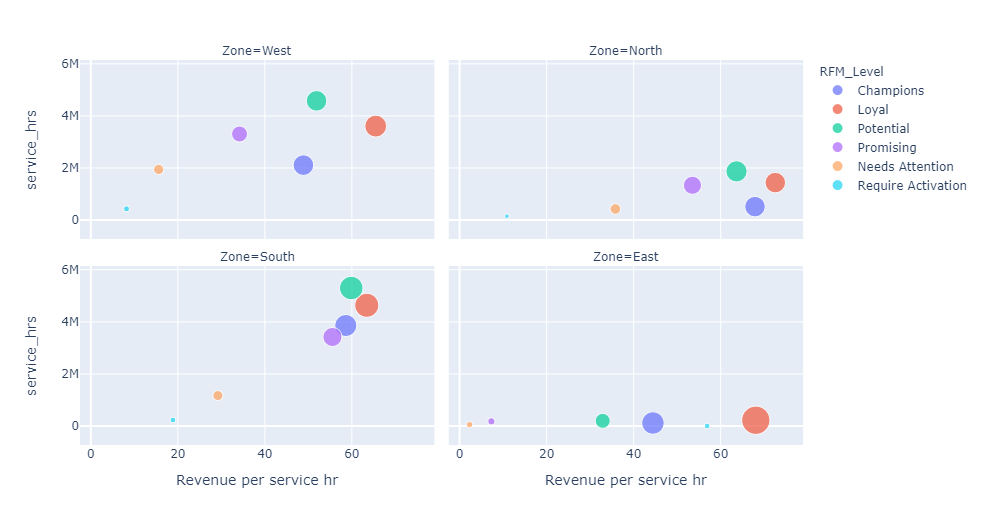 Zone=West
Zone=North
6M
4M
2M
0
service_hrs
RFM_Level
Champions
Loyal
Potential
Promising
Needs Attention
Require Activation
Zone=South
Zone=East
6M
4M
2M
0
service_hrs
0
20
40
60
0
20
40
60
Revenue per service hr
Revenue per service hr